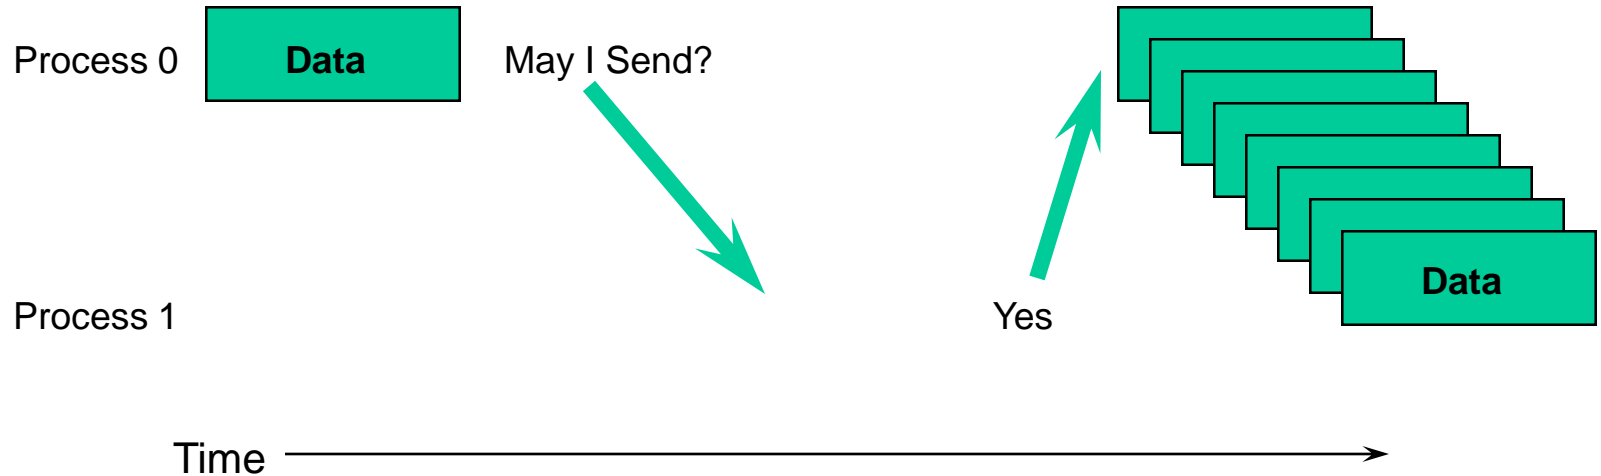 Process 0
Data
May I Send?
Data
Process 1
Yes
Time